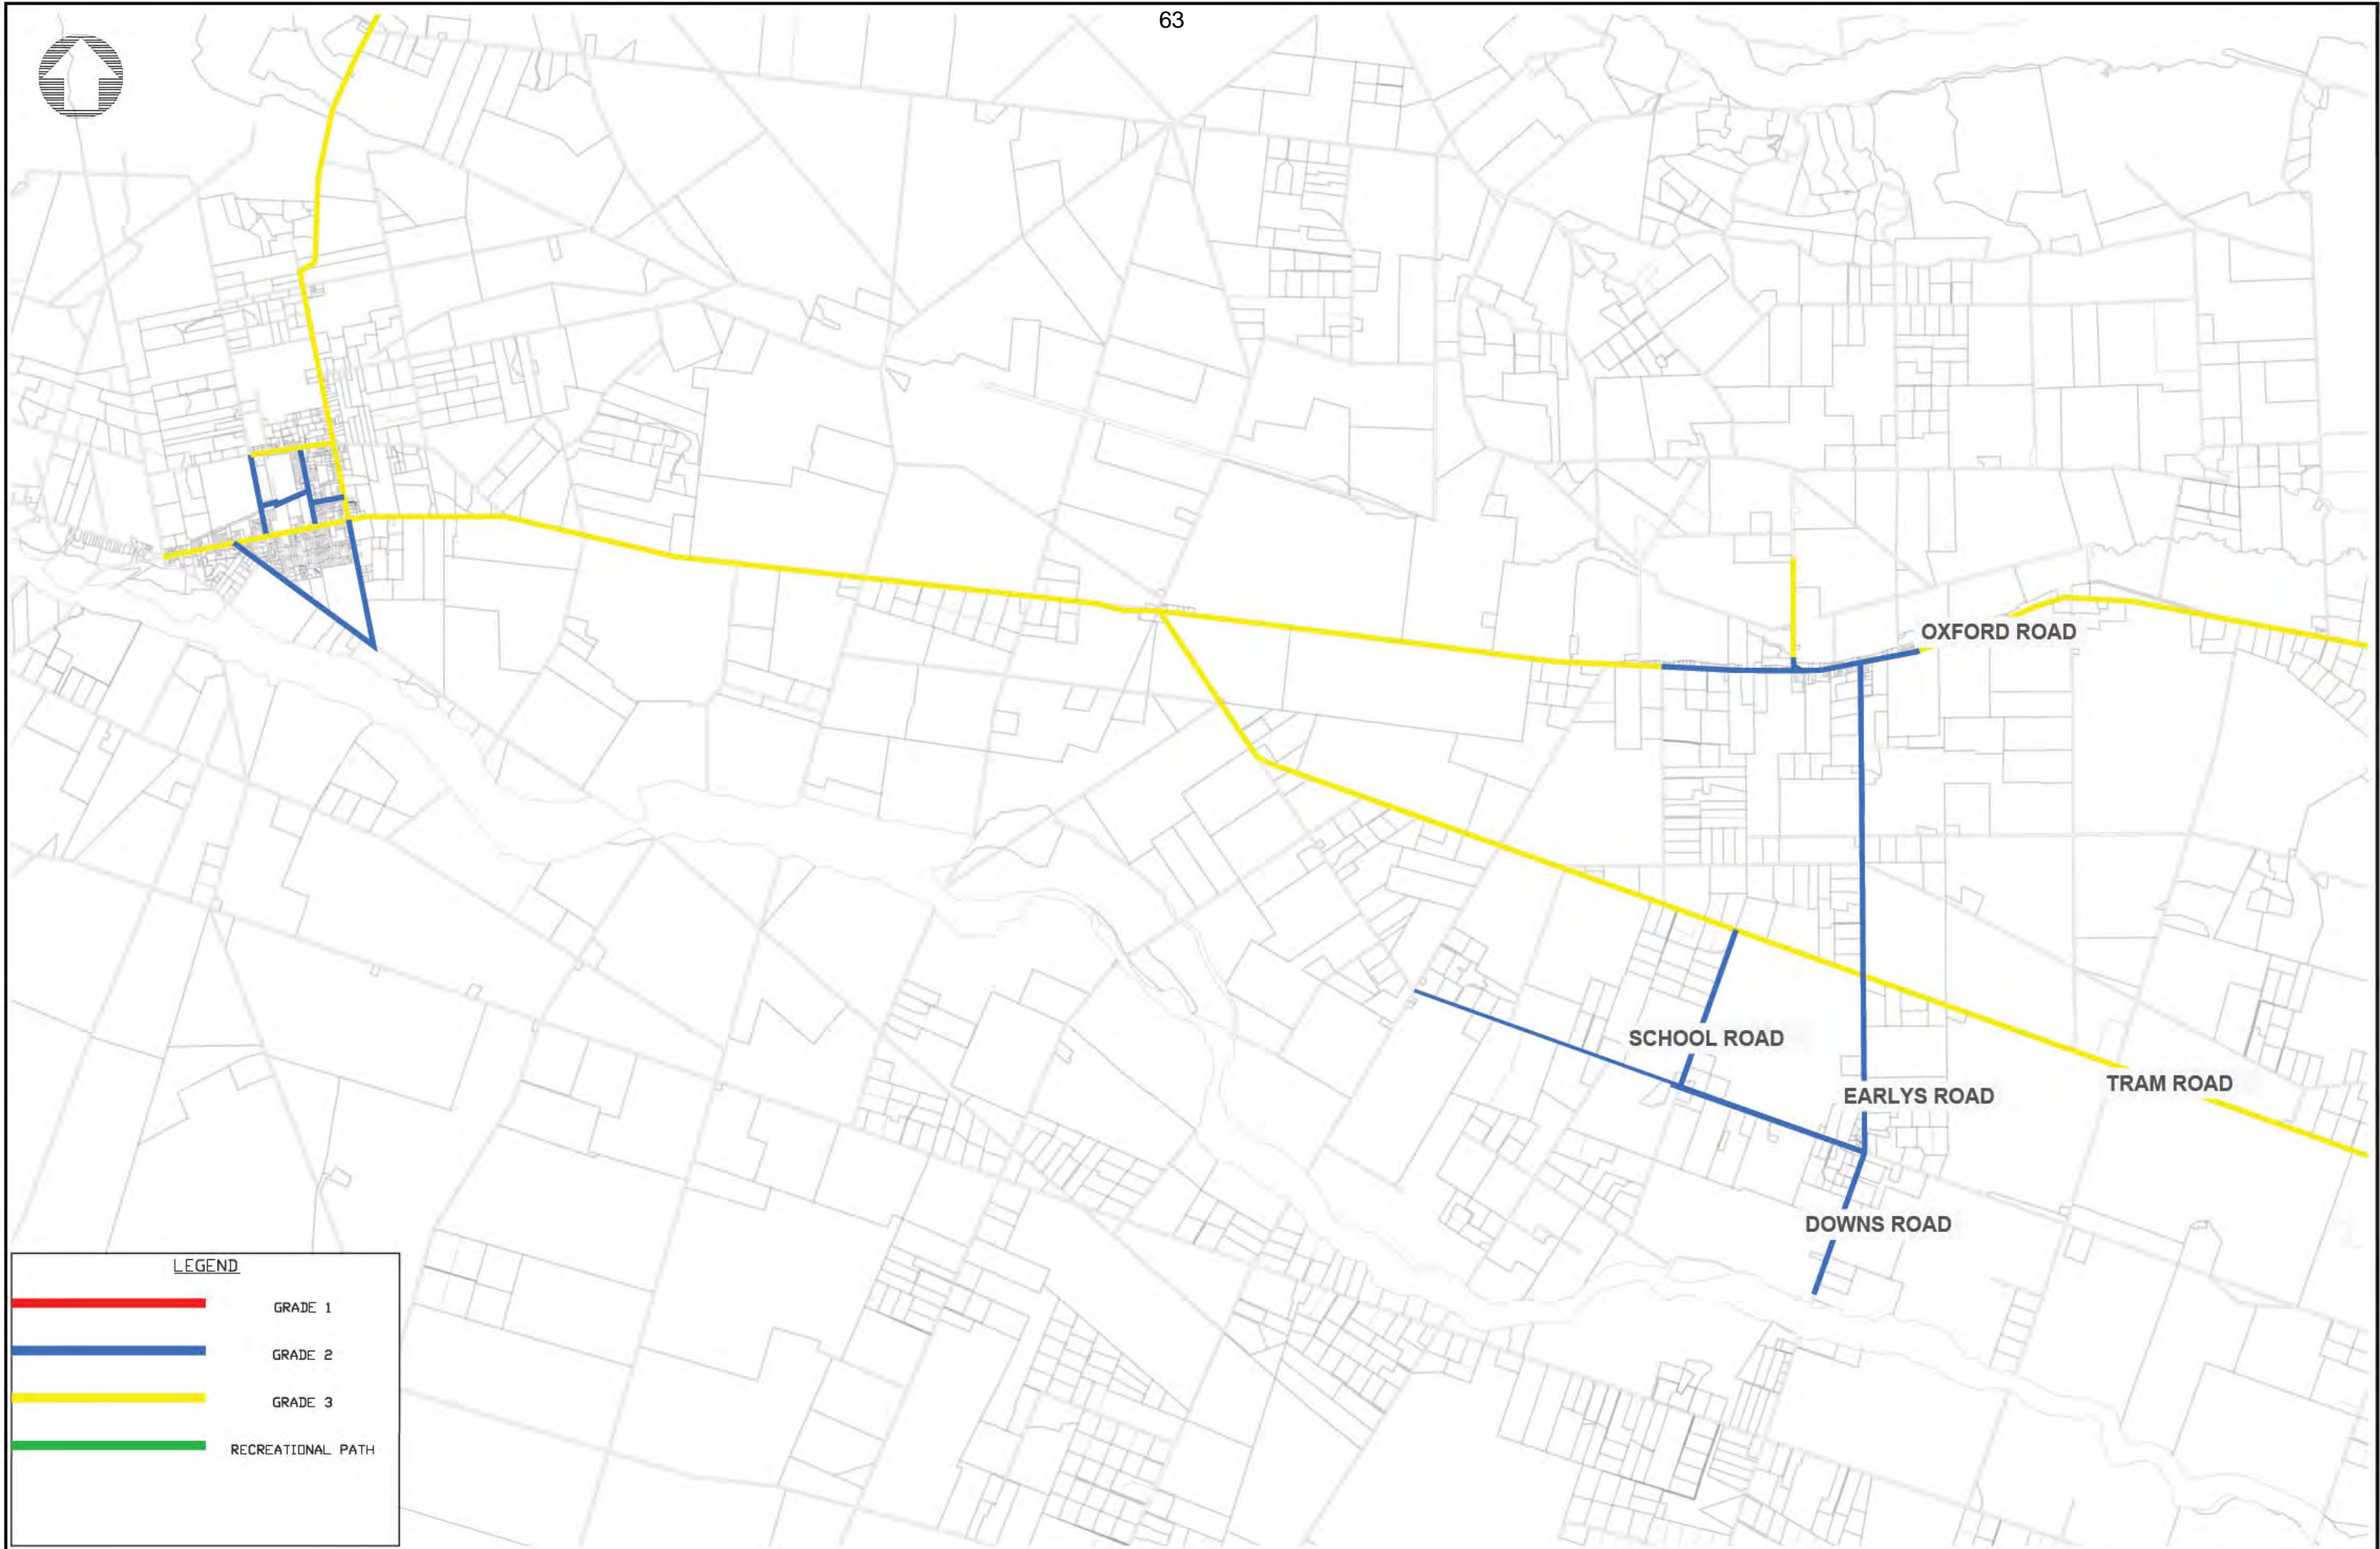 63
OXFORD ROAD
SCHOOL ROAD
TRAM ROAD
EARLYS ROAD
DOWNS ROAD
LEGEND
GRADE 1
GRADE 2
GRADE 3
RECREATIONAL PATH